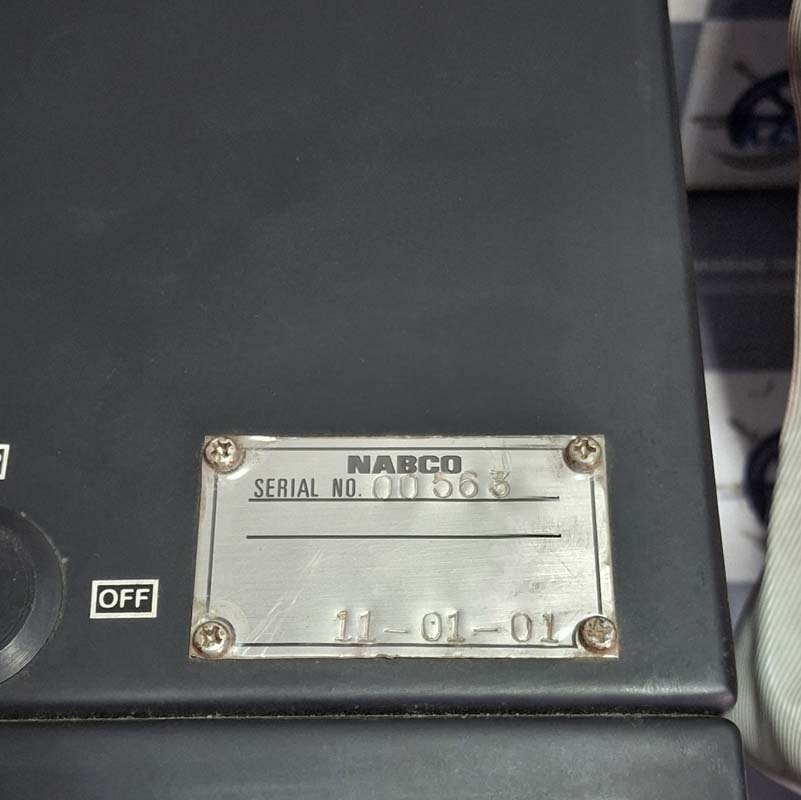 NABCO
SERIAL NO. 00563
11-01-01
OFF